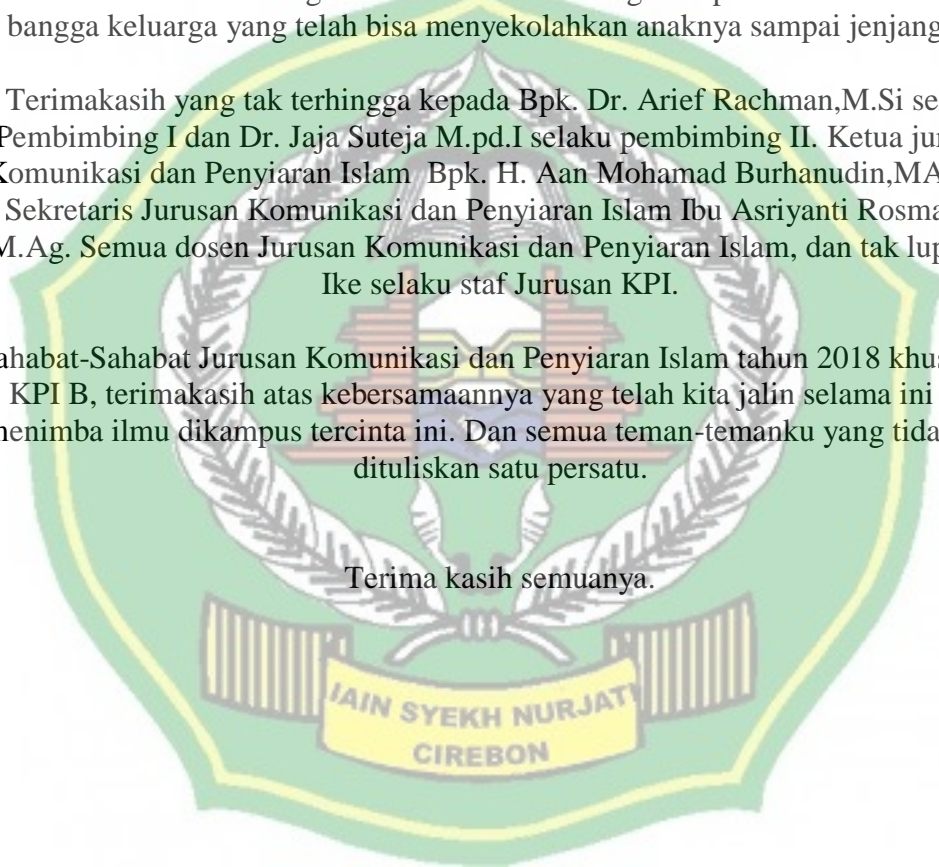 bangga keluarga yang telah bisa menyekolahkan anaknya sampai jenjang
Terimakasih yang tak terhingga kepada Bpk. Dr. Arief Rachman,M.Si se
Pembimbing I dan Dr. Jaja Suteja M.pd.I selaku pembimbing II. Ketua ju
Komunikasi dan Penyiaran Islam Bpk. H. Aan Mohamad Burhanudin,MA
Sekretaris Jurusan Komunikasi dan Penyiaran Islam Ibu Asriyanti Rosma
M.Ag. Semua dosen Jurusan Komunikasi dan Penyiaran Islam, dan tak lup
Ike selaku staf Jurusan KPI.
ahabat-Sahabat Jurusan Komunikasi dan Penyiaran Islam tahun 2018 khu
KPI B, terimakasih atas kebersamaannya yang telah kita jalin selama ini
menimba ilmu dikampus tercinta ini. Dan semua teman-temanku yang tida
dituliskan satu persatu.
Terima kasih semuanya.
IAIN SYEKH NURJATI
CIREBON